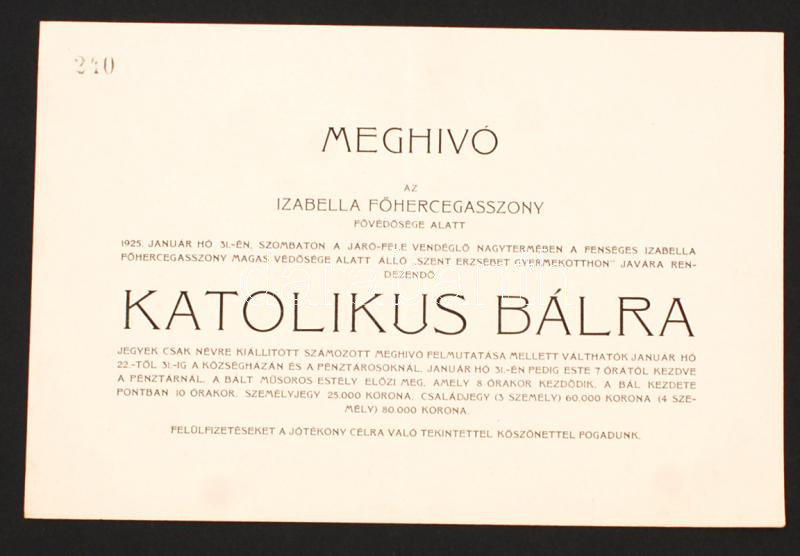 240
MEGHIVÓ
AZ
IZABELLA FŐHERCEGASSZONY
FŐVÉDŐSÉGE ALATT
1925. JANUÁR HÓ 31.-ÉN, SZOMBATON A JÁRÓ-FÉLE VENDÉGLŐ NAGYTERMÉBEN A FENSÉGES IZABELLA
FŐHERCEGASSZONY MAGAS VÉDŐSÉGE ALATT ÁLLÓ „SZENT ERZSÉBET GYERMEKOTTHON" JAVÁRA REN-
DEZENDŐ
KATOLIKUS BÁLRA
JEGYEK CSAK NÉVRE KIÁLLITOTT SZÁMOZOTT MEGHIVÓ FELMUTATÁSA MELLETT VÁLTHATÓK JANUÁR HÓ
22.-TŐL 31.-IG A KÖZSÉGHÁZÁN ÉS A PÉNZTÁROSOKNÁL, JANUÁR HÓ 31.-ÉN PEDIG ESTE 7 ÓRÁTÓL KEZDVE
A PÉNZTÁRNÁL. A BÁLT MŰSOROS ESTÉLY ELŐZI MEG, AMELY 8 ÓRAKOR KEZDŐDIK. A BÁL KEZDETE
PONTBAN 10 ÓRAKOR. SZEMÉLYJEGY 25.000 KORONA, CSALÁDJEGY (3 SZEMÉLY) 60.000 KORONA (4 SZE-
MÉLY) 80.000 KORONA.
FELÜLFIZETÉSEKET A JÓTÉKONY CÉLRA VALÓ TEKINTETTEL KÖSZÖNETTEL FOGADUNK.